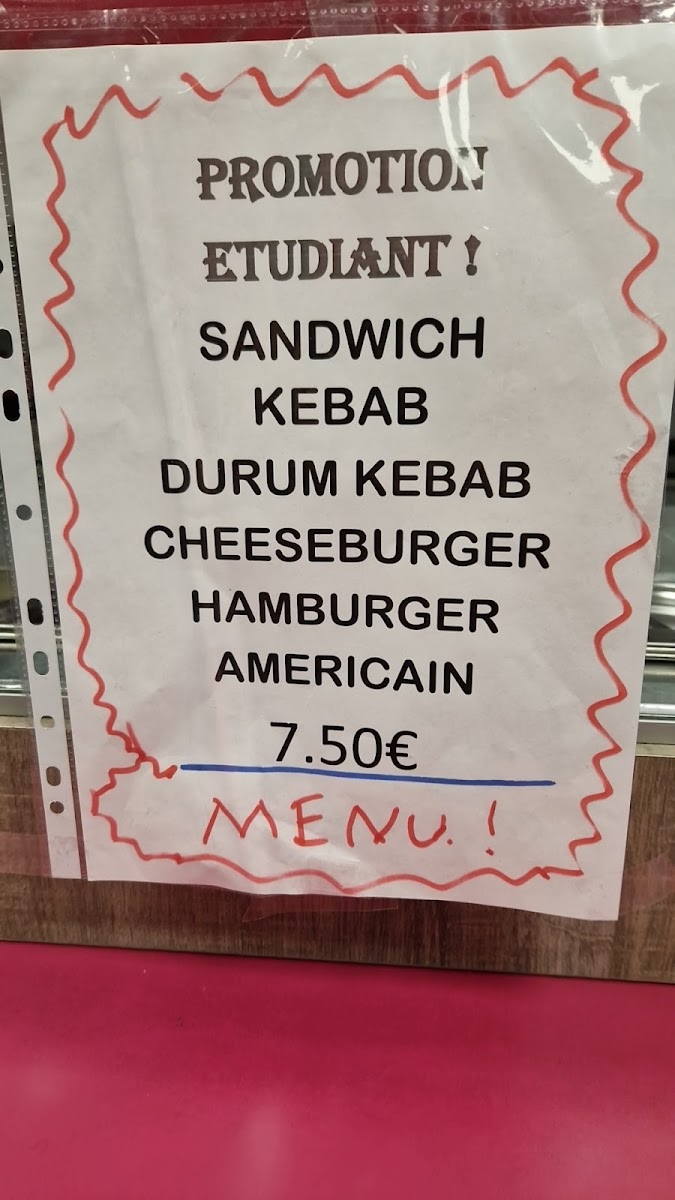 PROMOTION
ETUDIANT !
SANDWICH
KEBAB
DURUM KEBAB
CHEESEBURGER
HAMBURGER
AMERICAIN
7.50€
MENU. !